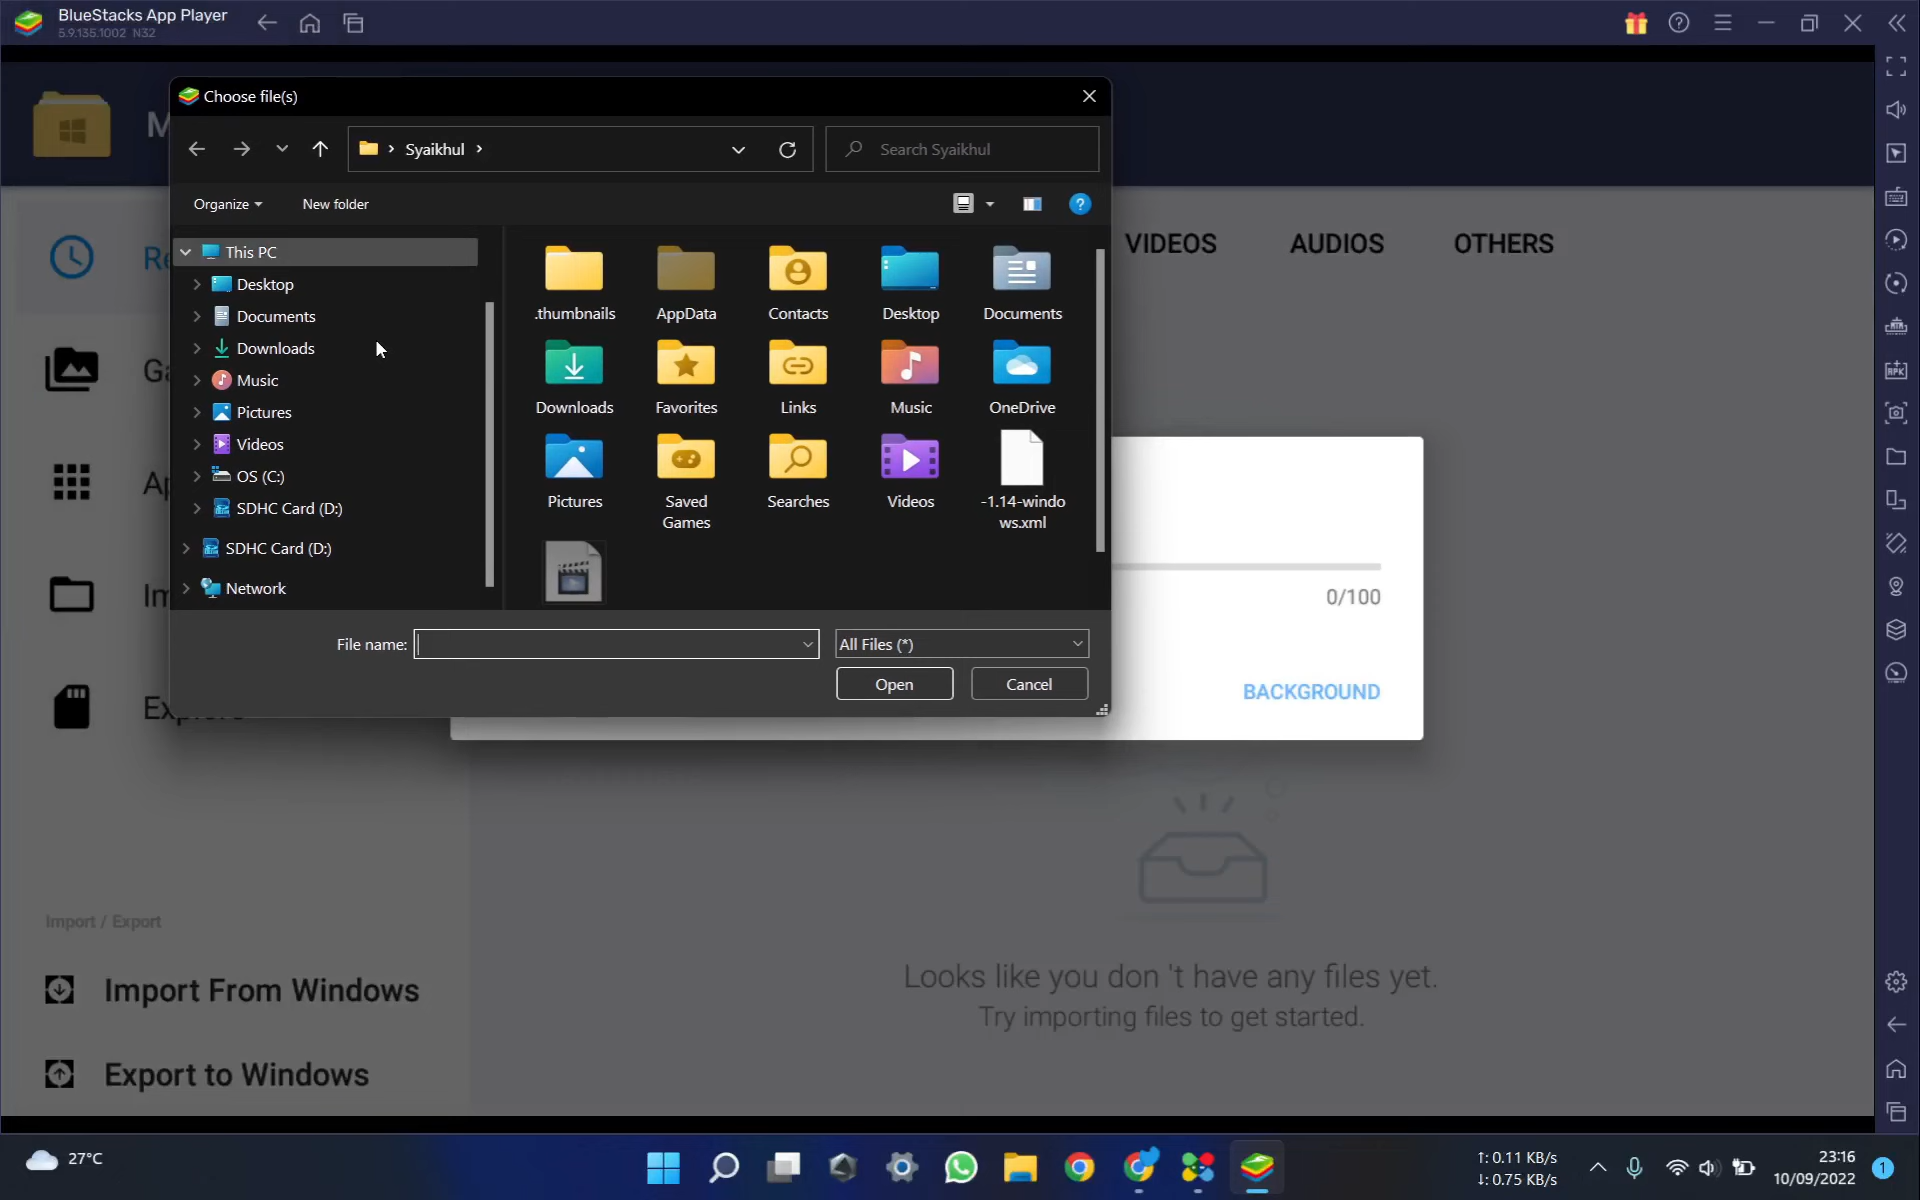 BlueStacks App Player
5.9.135.1002 N32
Choose file(s)
Syaikhul
Search Syaikhul
Organize
New folder
This PC
Desktop
Documents
Downloads
Music
Pictures
Videos
OS (C:)
SDHC Card (D:)
SDHC Card (D:)
Network
.thumbnails
AppData
Contacts
Desktop
Documents
Downloads
Favorites
Links
Music
OneDrive
Pictures
Saved
Games
Searches
Videos
-1.14-windo
ws.xml
File name:
All Files (*)
Open
Cancel
VIDEOS
AUDIOS
OTHERS
0/100
BACKGROUND
Looks like you don 't have any files yet.
Try importing files to get started.
Import / Export
Import From Windows
Export to Windows
27°C
↑: 0.11 KB/s
↓: 0.75 KB/s
23:16
10/09/2022
1